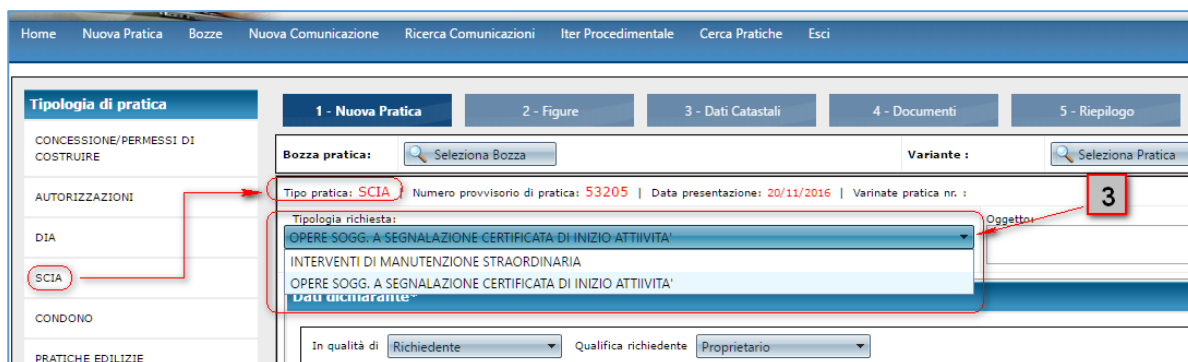 Home Nuova Pratica Bozze Nuova Comunicazione Ricerca Comunicazioni Iter Procedimentale Cerca Pratiche Esci
Tipologia di pratica
CONCESSIONE/PERMESSI DI
COSTRUIRE
AUTORIZZAZIONI
DIA
SCIA
CONDONO
PRATICHE EDILIZIE
1 - Nuova Pratica 2 - Figure 3 - Dati Catastali 4 - Documenti 5 - Riepilogo
Bozza pratica: Seleziona Bozza Variante : Seleziona Pratica
Tipo pratica: SCIA | Numero provvisorio di pratica: 53205 | Data presentazione: 20/11/2016 | Varinate pratica nr. :
3
Tipologia richiesta: Oggetto:
OPERE SOGG. A SEGNALAZIONE CERTIFICATA DI INIZIO ATTIIVITA'
INTERVENTI DI MANUTENZIONE STRAORDINARIA
OPERE SOGG. A SEGNALAZIONE CERTIFICATA DI INIZIO ATTIIVITA'
Dati dichiarante*
In qualità di Richiedente Qualifica richiedente Proprietario